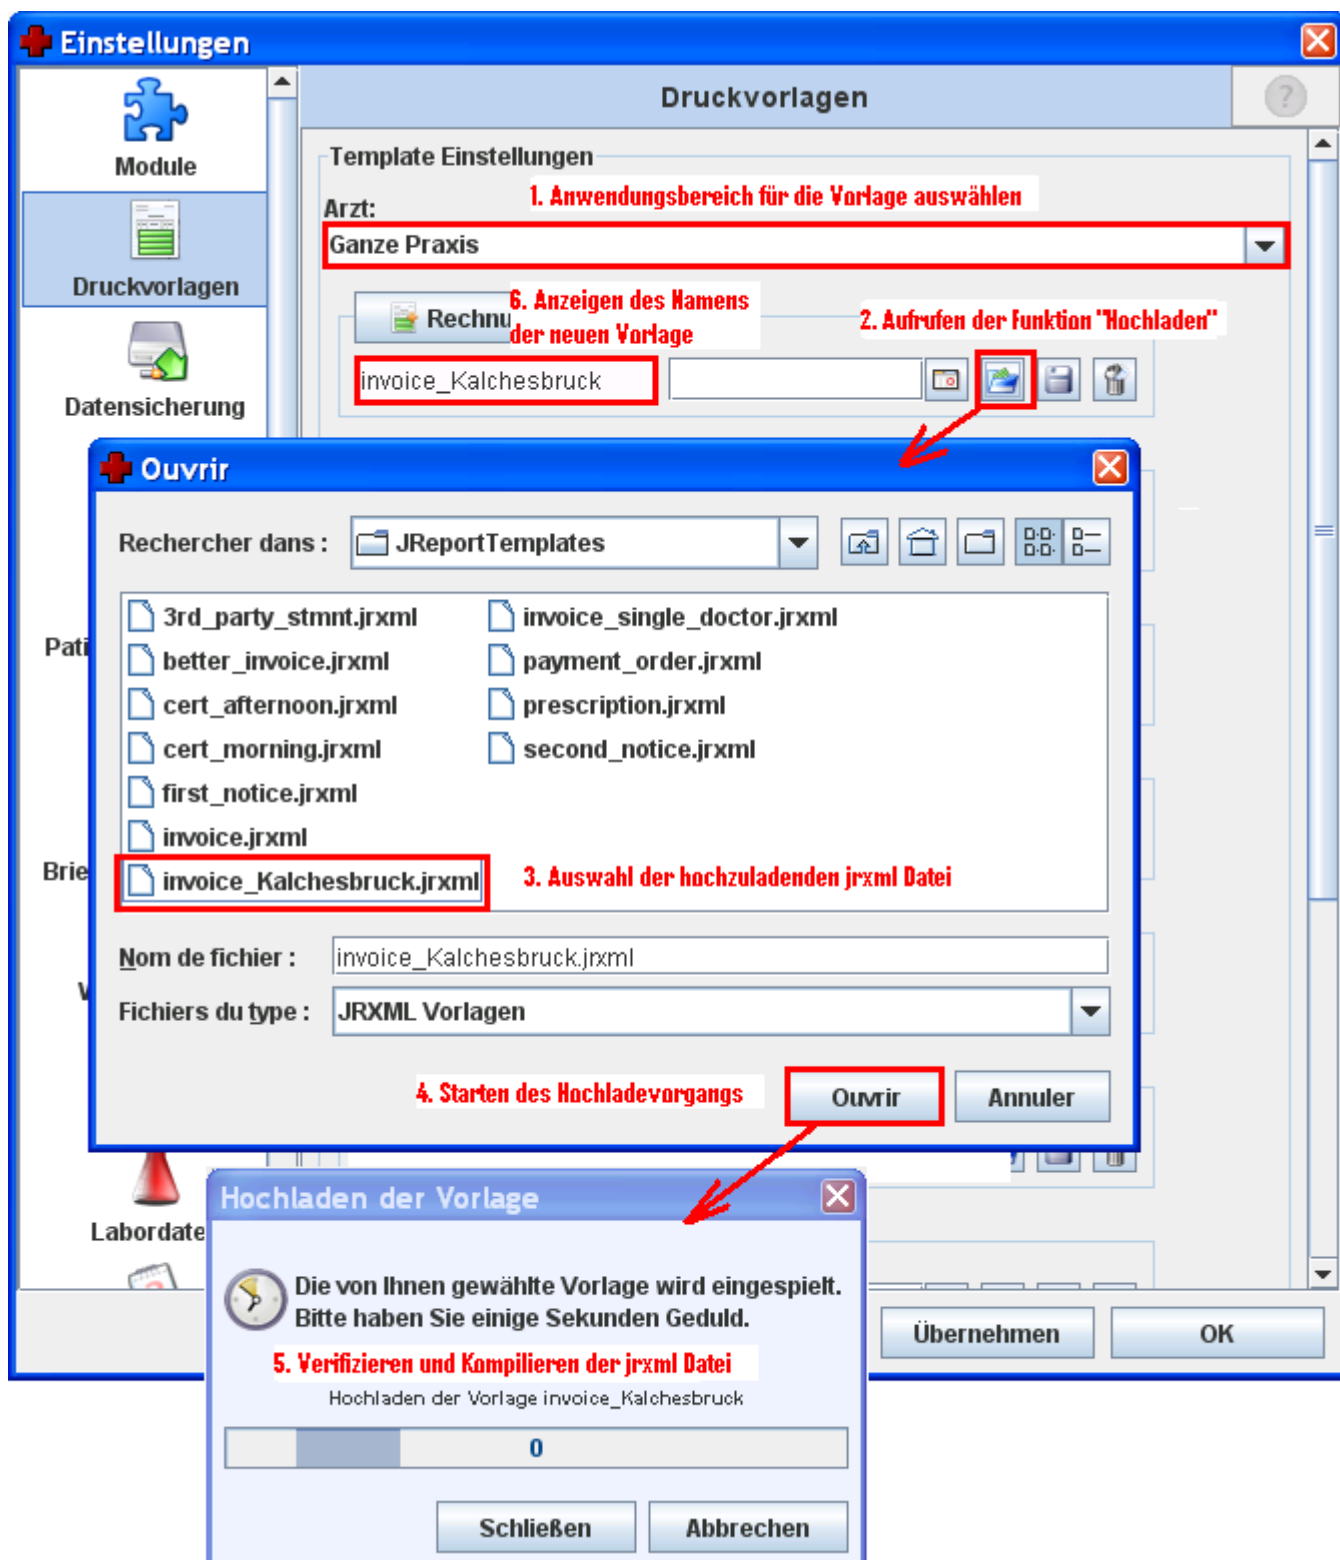 Einstellungen
Module
Druckvorlagen
Datensicherung
Pati
Brie
Labordate
Druckvorlagen
?
Template Einstellungen
1. Anwendungsbereich für die Vorlage auswählen
Arzt:
Ganze Praxis
Rechnu
6. Anzeigen des Namens
der neuen Vorlage
2. Aufrufen der Funktion "Hochladen"
invoice_Kalchesbruck
Ouvrir
Rechercher dans :
JReportTemplates
3rd_party_stmnt.jrxml
better_invoice.jrxml
cert_afternoon.jrxml
cert_morning.jrxml
first_notice.jrxml
invoice.jrxml
invoice_Kalchesbruck.jrxml
invoice_single_doctor.jrxml
payment_order.jrxml
prescription.jrxml
second_notice.jrxml
3. Auswahl der hochzuladenden jrxml Datei
Nom de fichier :
invoice_Kalchesbruck.jrxml
Fichiers du type :
JRXML Vorlagen
4. Starten des Hochladevorgangs
Ouvrir
Annuler
Hochladen der Vorlage
Die von Ihnen gewählte Vorlage wird eingespielt.
Bitte haben Sie einige Sekunden Geduld.
5. Verifizieren und Kompilieren der jrxml Datei
Hochladen der Vorlage invoice_Kalchesbruck
0
Schließen
Abbrechen
Übernehmen
OK